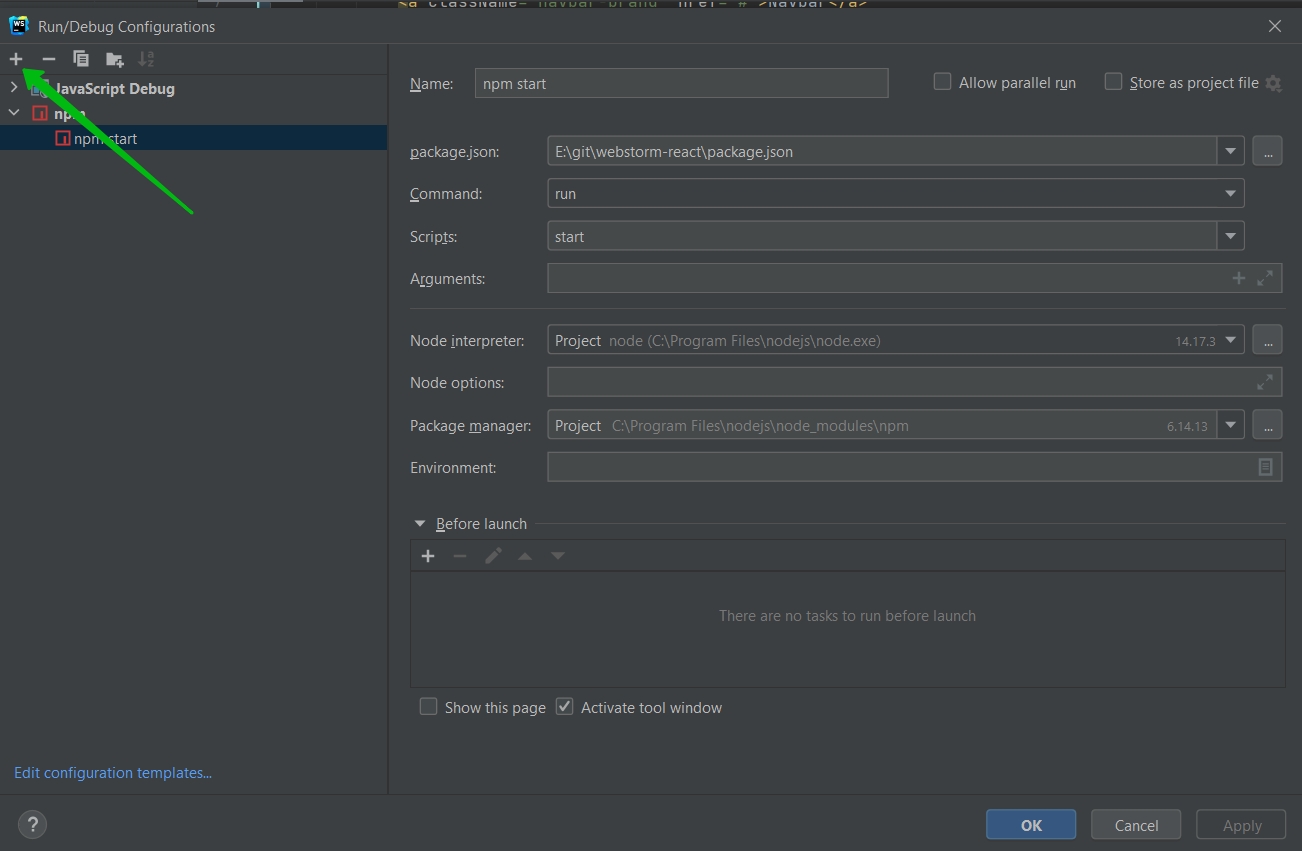 <a className="navbar-brand" href="#">Navbar</a>
WS
Run/Debug Configurations
JavaScript Debug
npm
npm start
Edit configuration templates...
?
Name: npm start
Allow parallel run
Store as project file
package.json: E:\git\webstorm-react\package.json ...
Command: run
Scripts: start
Arguments:
Node interpreter: Project node (C:\Program Files\nodejs\node.exe) 14.17.3 ...
Node options:
Package manager: Project C:\Program Files\nodejs\node_modules\npm 6.14.13 ...
Environment:
Before launch
There are no tasks to run before launch
Show this page Activate tool window
OK Cancel Apply